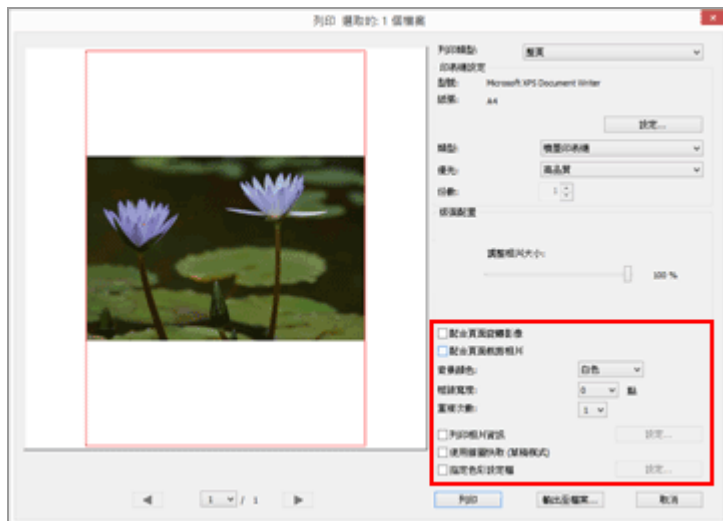 列印 選取的: 1 個檔案
列印類型: 整頁
印表機設定
型號: Microsoft XPS Document Writer
紙張: A4
設定...
類型: 噴墨印表機
優先: 高品質
份數: 1
版面配置
調整相片大小:
100 %
配合頁面旋轉影像
配合頁面裁剪相片
背景顏色: 白色
框線寬度: 0 點
重複次數: 1
列印相片資訊 設定...
使用縮圖快取 (草稿模式)
指定色彩設定檔 設定...
1 / 1
列印 輸出至檔案... 取消